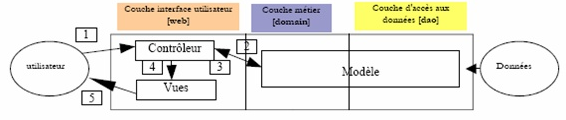 Couche interface utilisateur
[web]
Couche métier
[domain]
Couche d'accès aux
données [dao]
1
Contrôleur
2
utilisateur
4
3
Modèle
Données
Vues
5